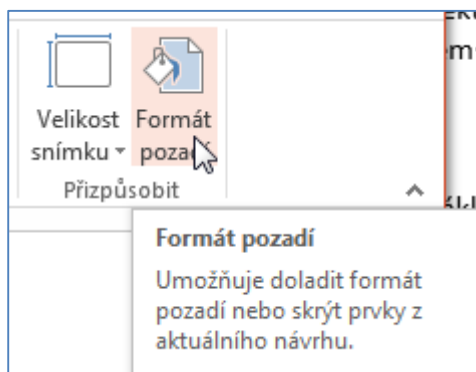 Velikost snímku
Formát pozadí
Přizpůsobit
Formát pozadí
Umožňuje doladit formát
pozadí nebo skrýt prvky z
aktuálního návrhu.